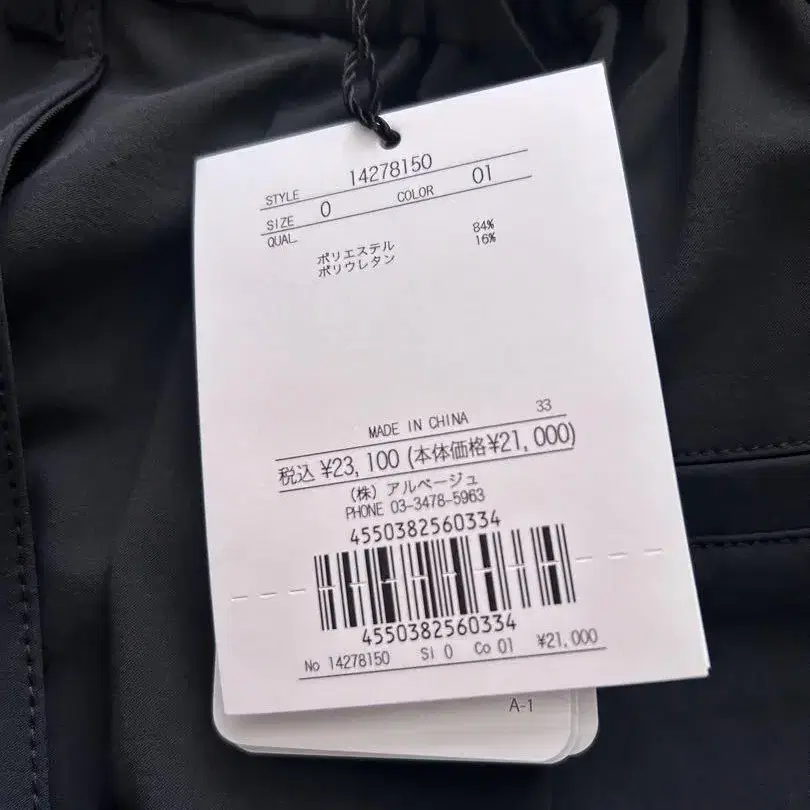 STYLE 14278150
SIZE 0 COLOR 01
QUAL.
ポリエステル 84%
ポリウレタン 16%
MADE IN CHINA 33
税込 ¥23,100 (本体価格¥21,000)
(株) アルページュ
PHONE 03-3478-5963
4550382560334
4550382560334
No 14278150 Si 0 Co 01 ¥21,000
A-1